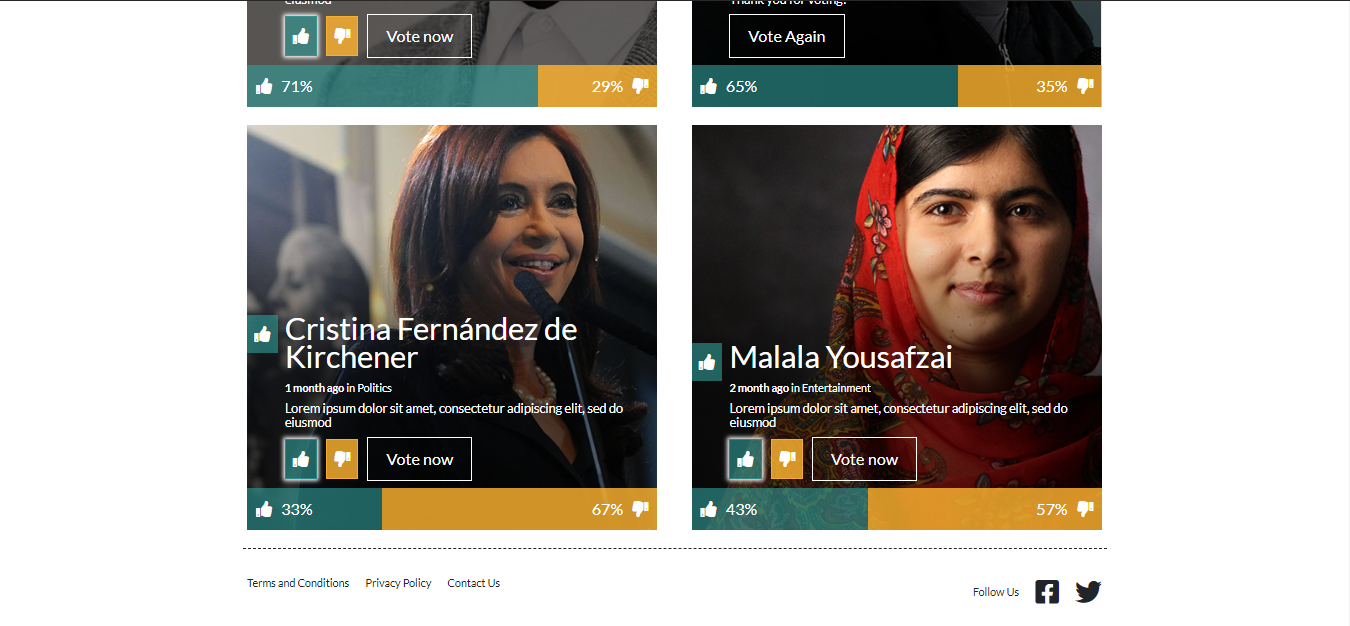 eiusmod
Thank you for voting!
Vote now
Vote Again
71%
29%
65%
35%
Cristina Fernández de
Kirchener
1 month ago in Politics
Lorem ipsum dolor sit amet, consectetur adipiscing elit, sed do
eiusmod
Vote now
33%
67%
Malala Yousafzai
2 month ago in Entertainment
Lorem ipsum dolor sit amet, consectetur adipiscing elit, sed do
eiusmod
Vote now
43%
57%
Terms and Conditions
Privacy Policy
Contact Us
Follow Us